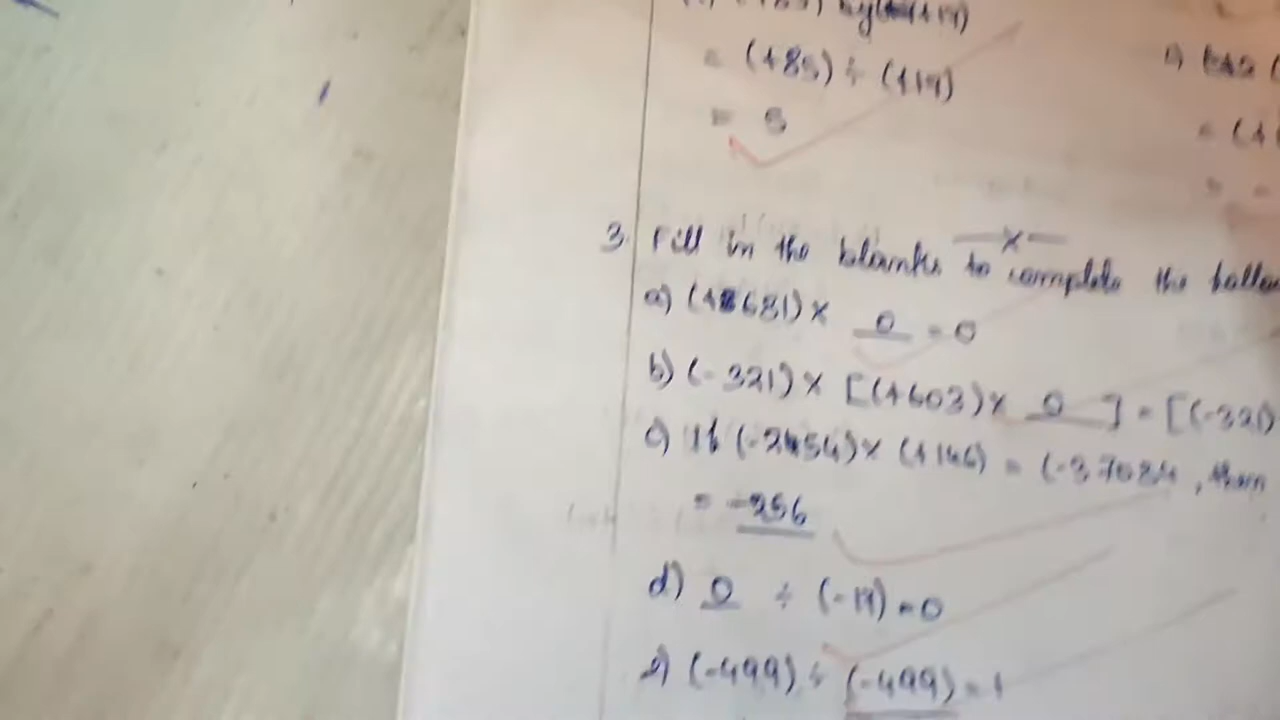 = (+85) ÷ (+17)
= 5
3. Fill in the blanks to complete the
a) (+8681) × 0 = 0
b) (-321) × [(+603) × 0 ] = [(-321)
c) If (-254) × (+146) = (-37084, then
= -256
d) 0 ÷ (-17) = 0
e) (-499) ÷ (-499) = 1